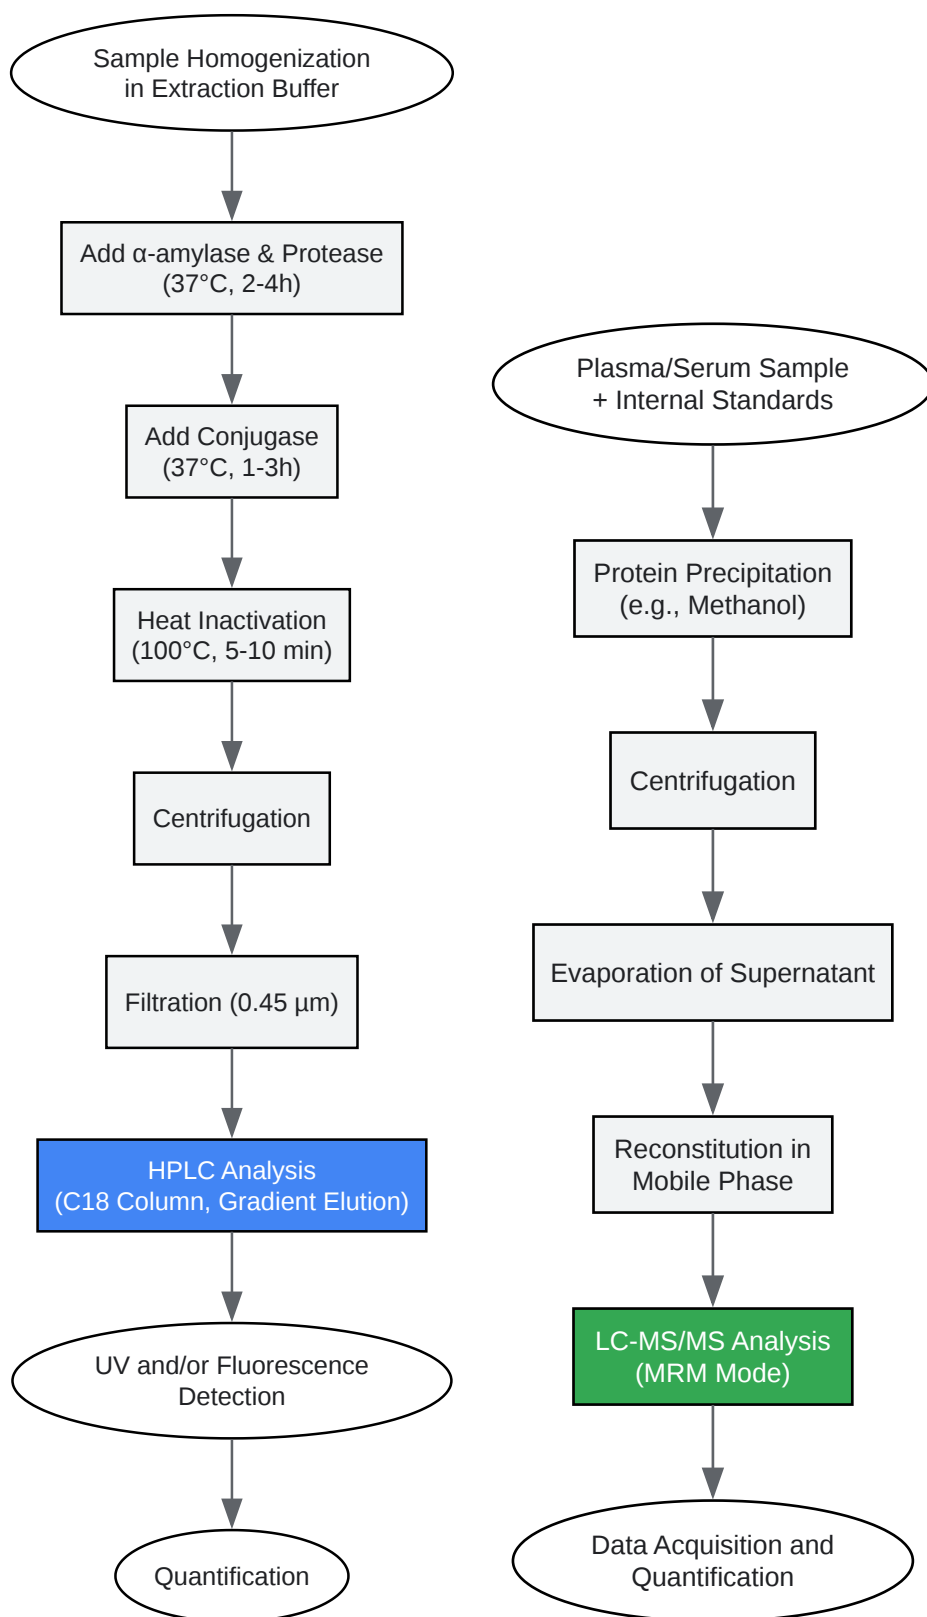 Sample Homogenization
in Extraction Buffer
Add α-amylase & Protease
(37°C, 2-4h)
Add Conjugase
(37°C, 1-3h)
Heat Inactivation
(100°C, 5-10 min)
Centrifugation
Filtration (0.45 µm)
HPLC Analysis
(C18 Column, Gradient Elution)
UV and/or Fluorescence
Detection
Quantification
Plasma/Serum Sample
+ Internal Standards
Protein Precipitation
(e.g., Methanol)
Centrifugation
Evaporation of Supernatant
Reconstitution in
Mobile Phase
LC-MS/MS Analysis
(MRM Mode)
Data Acquisition and
Quantification